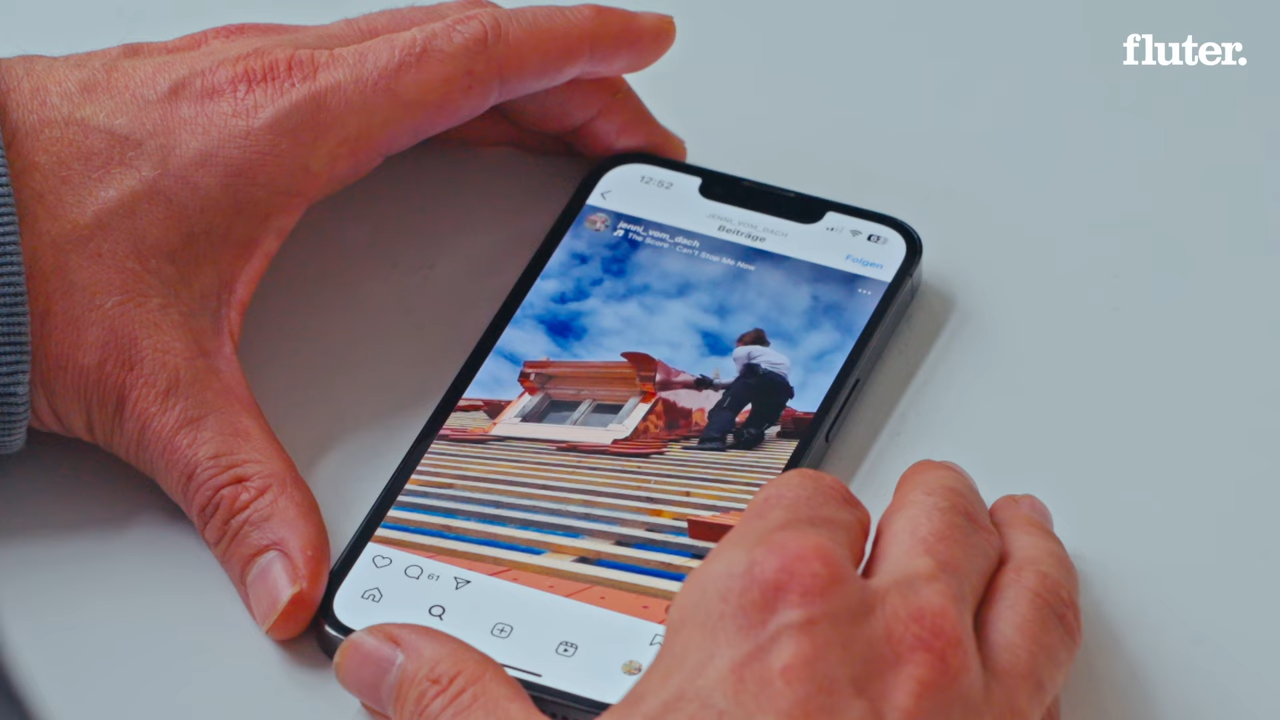 fluter.
12:52
JENNI_VOM_DACH
Beiträge
Folgen
jenni_vom_dach
The Score · Can't Stop Me Now
61